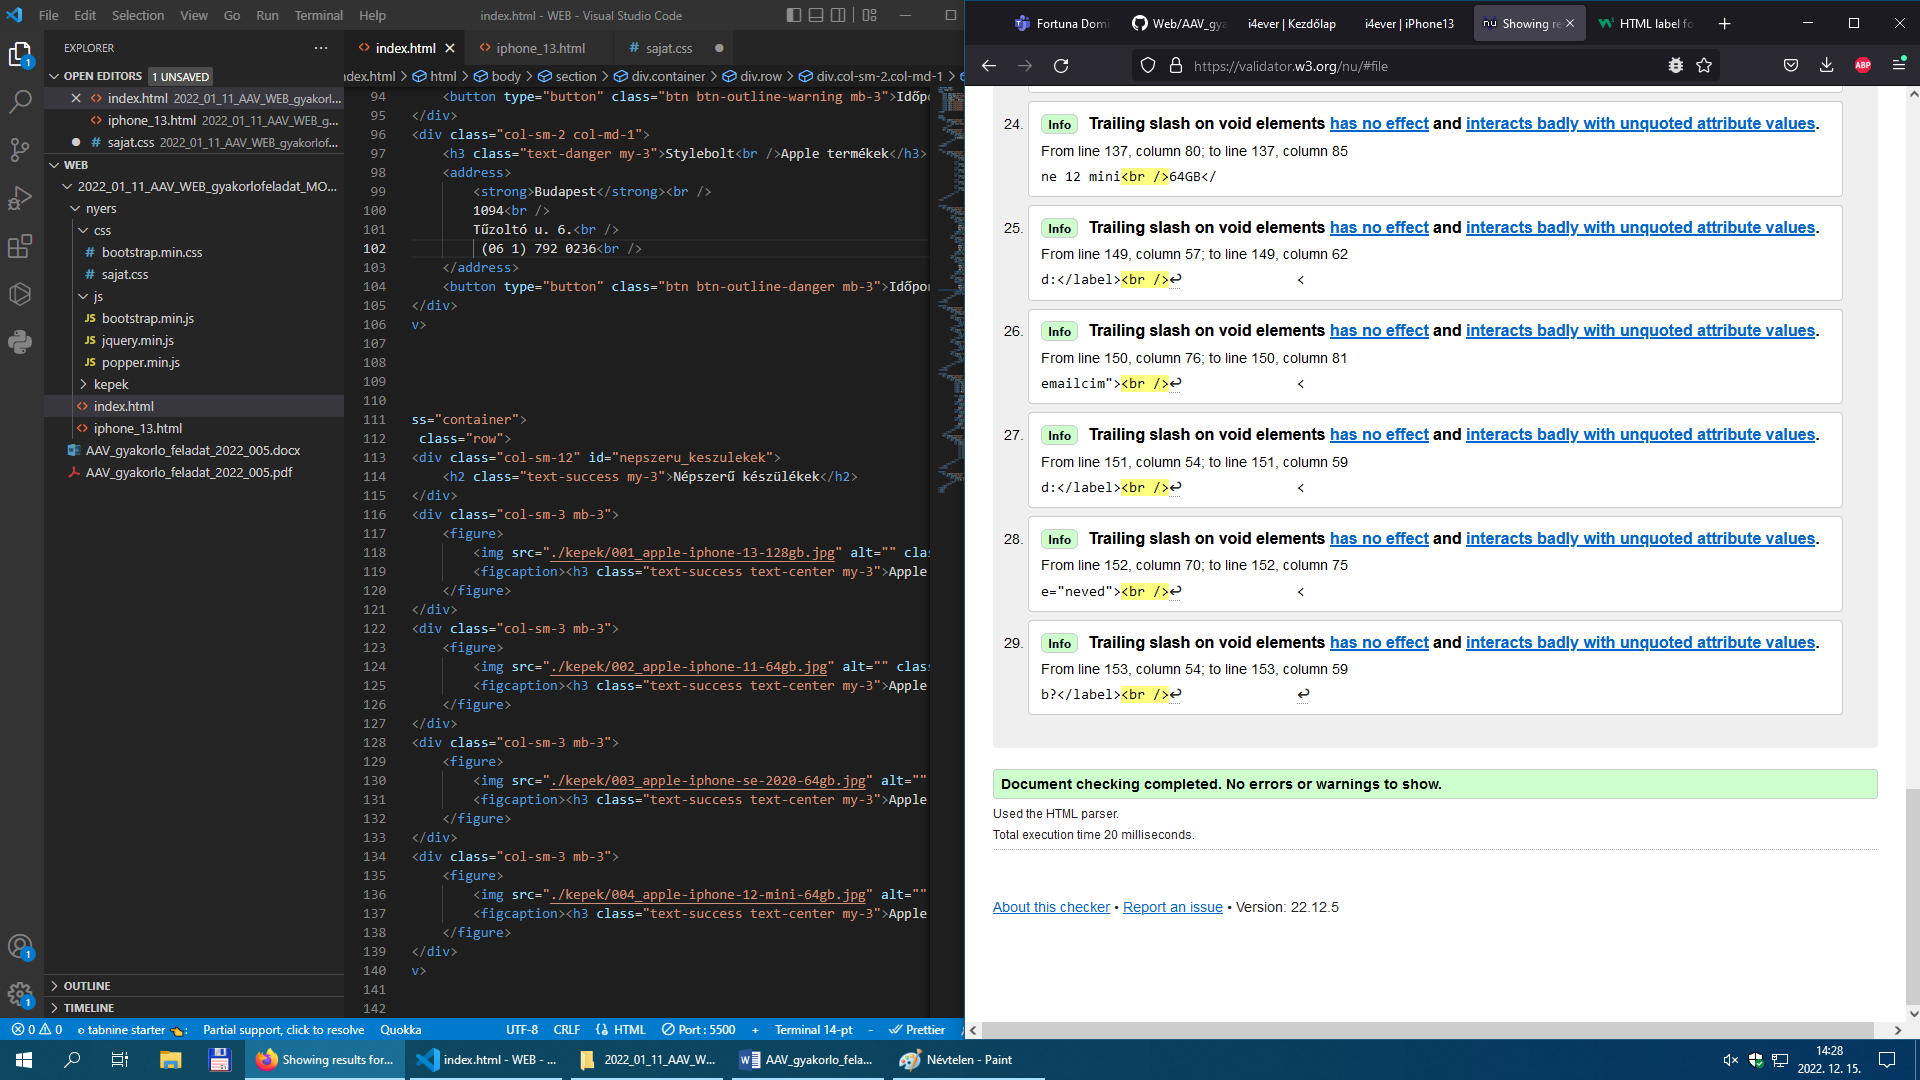 File Edit Selection View Go Run Terminal Help
index.html - WEB - Visual Studio Code
EXPLORER
OPEN EDITORS 1 UNSAVED
index.html 2022_01_11_AAV_WEB_gyakorl...
iphone_13.html 2022_01_11_AAV_WEB_g...
sajat.css 2022_01_11_AAV_WEB_gyakorlof...
WEB
2022_01_11_AAV_WEB_gyakorlofeladat_MO...
nyers
css
bootstrap.min.css
sajat.css
js
bootstrap.min.js
jquery.min.js
popper.min.js
kepek
index.html
iphone_13.html
AAV_gyakorlo_feladat_2022_005.docx
AAV_gyakorlo_feladat_2022_005.pdf
OUTLINE
TIMELINE
index.html iphone_13.html sajat.css
ndex.html > html > body > section > div.container > div.row > div.col-sm-2.col-md-1 >
94 <button type="button" class="btn btn-outline-warning mb-3">Időpo
95 </div>
96 <div class="col-sm-2 col-md-1">
97 <h3 class="text-danger my-3">Stylebolt<br />Apple termékek</h3>
98 <address>
99 <strong>Budapest</strong><br />
100 1094<br />
101 Tűzoltó u. 6.<br />
102 (06 1) 792 0236<br />
103 </address>
104 <button type="button" class="btn btn-outline-danger mb-3">Időpon
105 </div>
106 v>
107
108
109
110
111 ss="container">
112 class="row">
113 <div class="col-sm-12" id="nepszeru_keszulekek">
114 <h2 class="text-success my-3">Népszerű készülékek</h2>
115 </div>
116 <div class="col-sm-3 mb-3">
117 <figure>
118 <img src="./kepek/001_apple-iphone-13-128gb.jpg" alt="" clas
119 <figcaption><h3 class="text-success text-center my-3">Apple
120 </figure>
121 </div>
122 <div class="col-sm-3 mb-3">
123 <figure>
124 <img src="./kepek/002_apple-iphone-11-64gb.jpg" alt="" class
125 <figcaption><h3 class="text-success text-center my-3">Apple
126 </figure>
127 </div>
128 <div class="col-sm-3 mb-3">
129 <figure>
130 <img src="./kepek/003_apple-iphone-se-2020-64gb.jpg" alt=""
131 <figcaption><h3 class="text-success text-center my-3">Apple
132 </figure>
133 </div>
134 <div class="col-sm-3 mb-3">
135 <figure>
136 <img src="./kepek/004_apple-iphone-12-mini-64gb.jpg" alt=""
137 <figcaption><h3 class="text-success text-center my-3">Apple
138 </figure>
139 </div>
140 v>
141
142
0 0 tabnine starter Partial support, click to resolve Quokka UTF-8 CRLF HTML Port : 5500 + Terminal 14-pt - Prettier
Fortuna Domi Web/AAV_gya i4ever | Kezdőlap i4ever | iPhone13 nu Showing re HTML label fo
https://validator.w3.org/nu/#file
ABP
24. Info Trailing slash on void elements has no effect and interacts badly with unquoted attribute values.
From line 137, column 80; to line 137, column 85
ne 12 mini<br />64GB</
25. Info Trailing slash on void elements has no effect and interacts badly with unquoted attribute values.
From line 149, column 57; to line 149, column 62
d:</label><br />↩ <
26. Info Trailing slash on void elements has no effect and interacts badly with unquoted attribute values.
From line 150, column 76; to line 150, column 81
emailcim"><br />↩ <
27. Info Trailing slash on void elements has no effect and interacts badly with unquoted attribute values.
From line 151, column 54; to line 151, column 59
d:</label><br />↩ <
28. Info Trailing slash on void elements has no effect and interacts badly with unquoted attribute values.
From line 152, column 70; to line 152, column 75
e="neved"><br />↩ <
29. Info Trailing slash on void elements has no effect and interacts badly with unquoted attribute values.
From line 153, column 54; to line 153, column 59
b?</label><br />↩ ↩
Document checking completed. No errors or warnings to show.
Used the HTML parser.
Total execution time 20 milliseconds.
About this checker • Report an issue • Version: 22.12.5
Showing results for... index.html - WEB - ... 2022_01_11_AAV_W... AAV_gyakorlo_fela... Névtelen - Paint
14:28
2022. 12. 15.